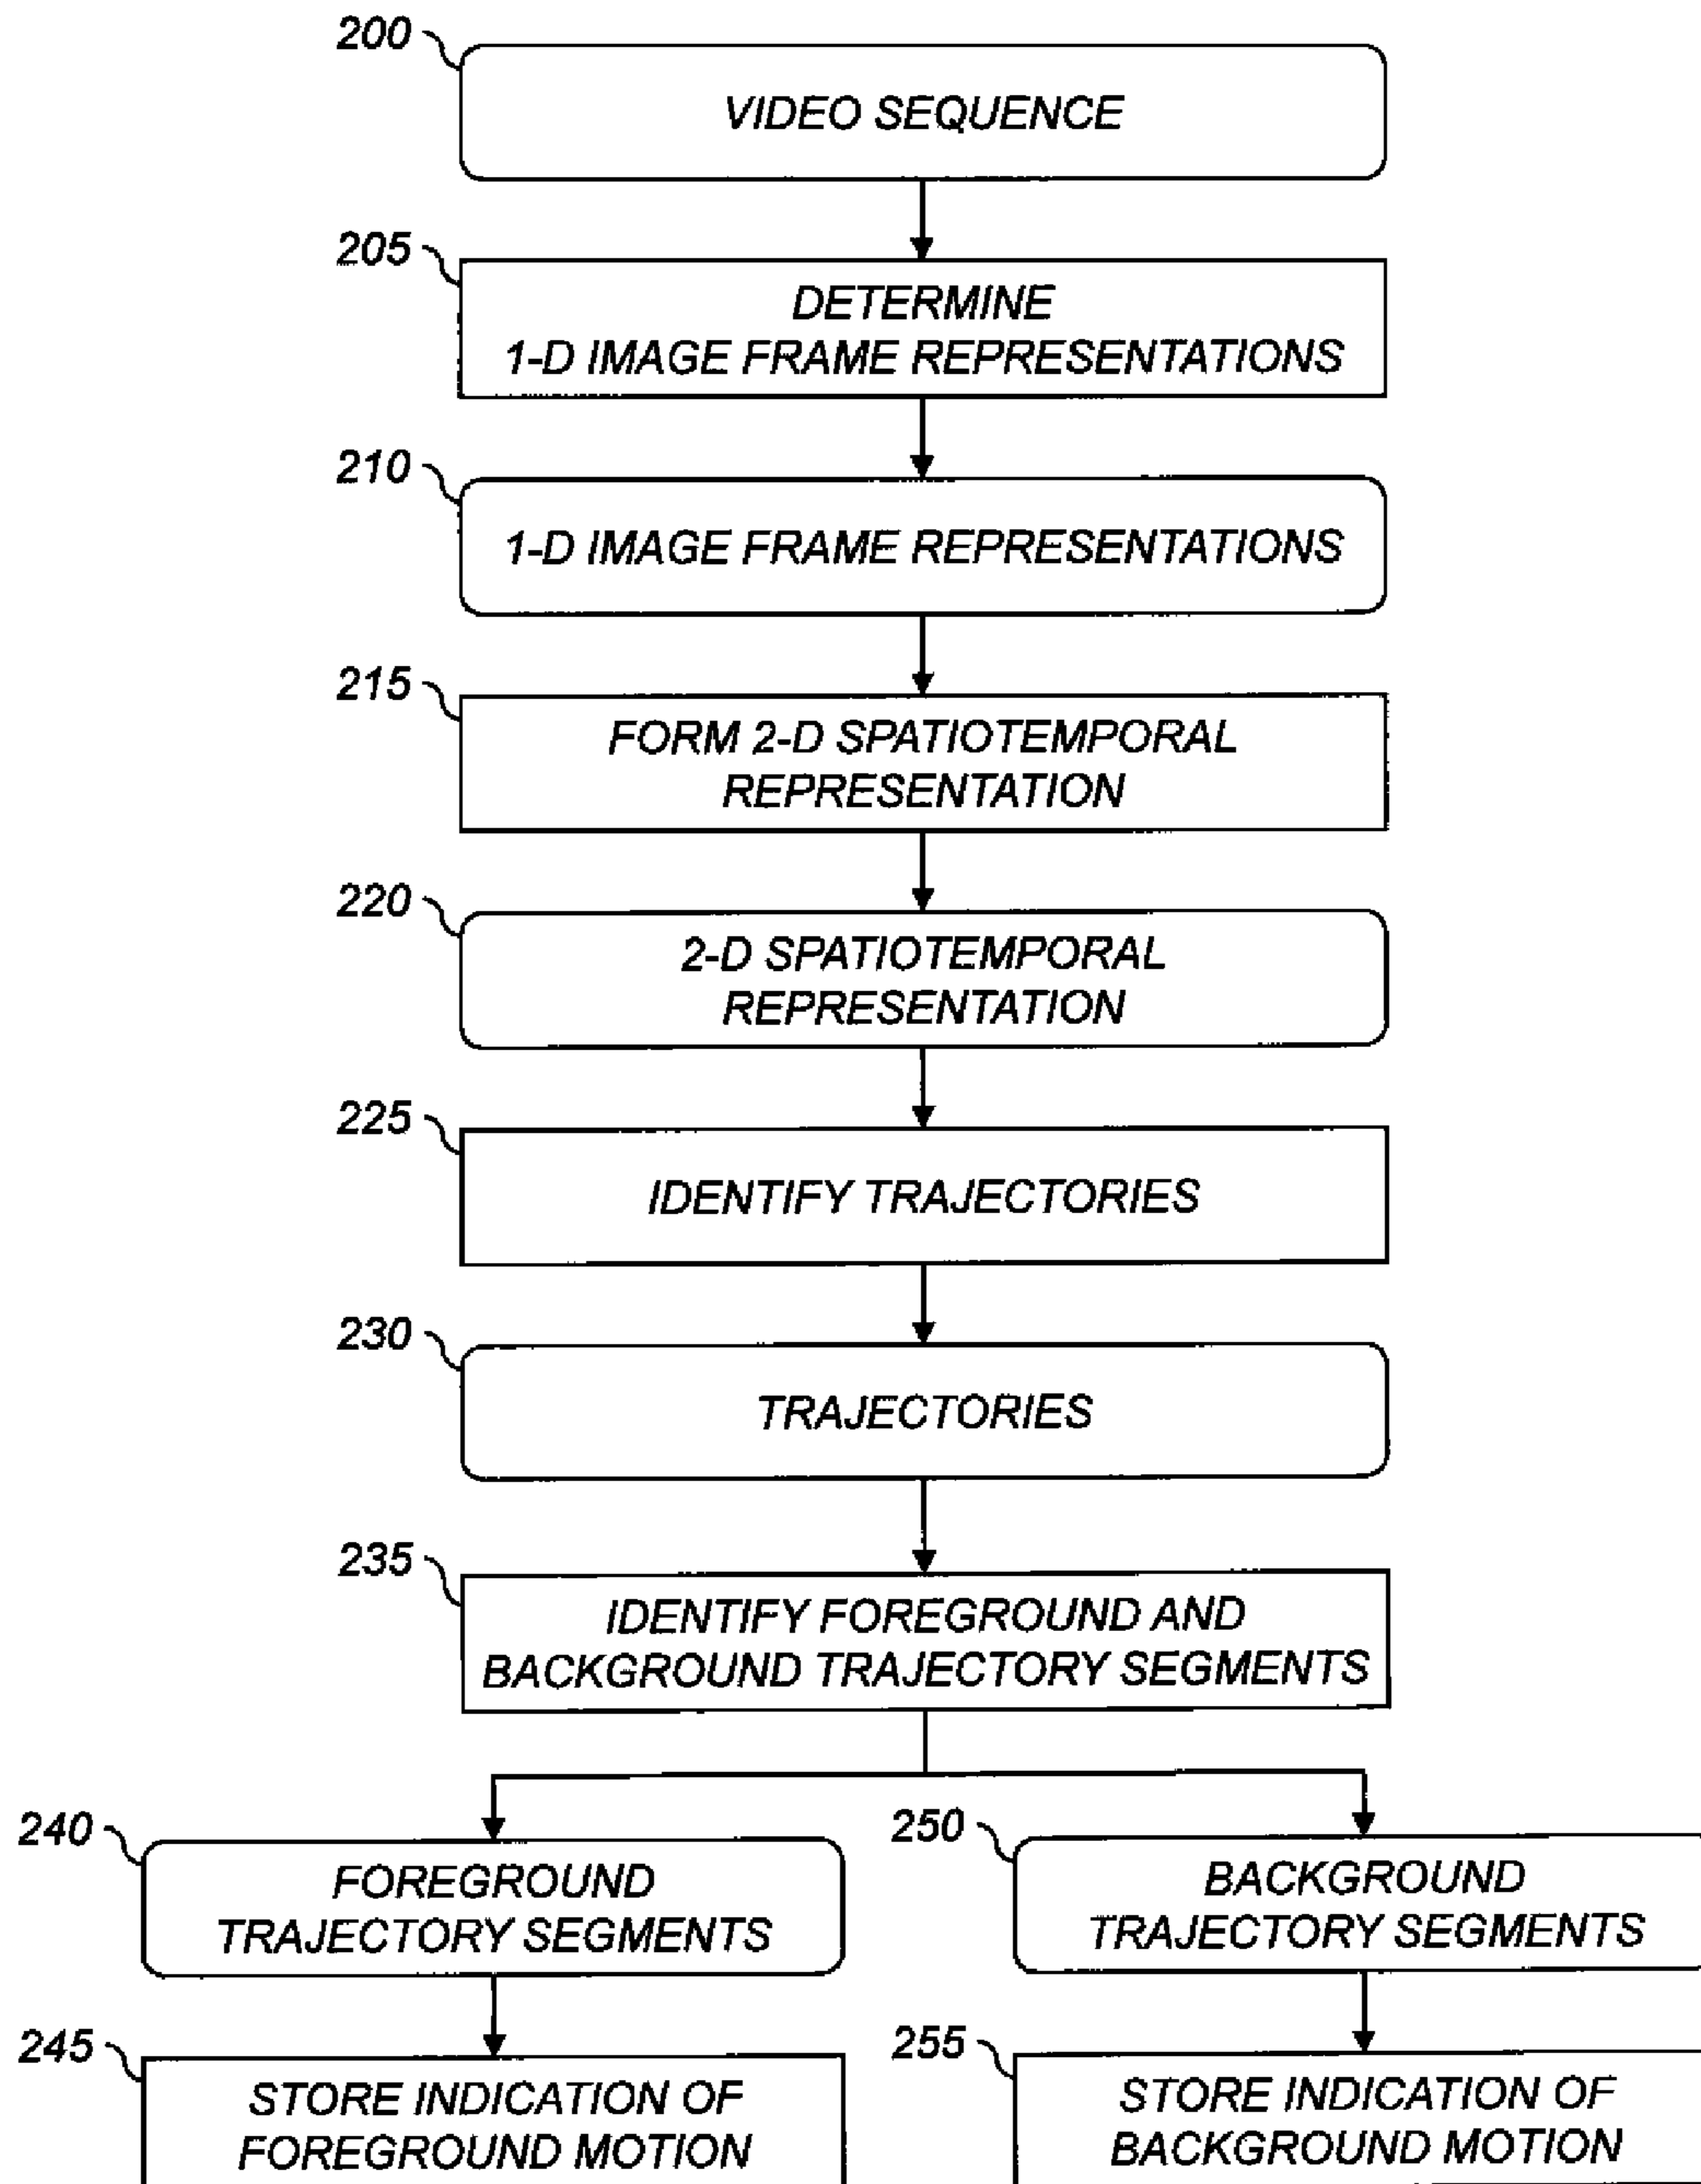 200
VIDEO SEQUENCE
205
DETERMINE
1-D IMAGE FRAME REPRESENTATIONS
210
1-D IMAGE FRAME REPRESENTATIONS
215
FORM 2-D SPATIOTEMPORAL
REPRESENTATION
220
2-D SPATIOTEMPORAL
REPRESENTATION
225
IDENTIFY TRAJECTORIES
230
TRAJECTORIES
235
IDENTIFY FOREGROUND AND
BACKGROUND TRAJECTORY SEGMENTS
240
FOREGROUND
TRAJECTORY SEGMENTS
250
BACKGROUND
TRAJECTORY SEGMENTS
245
STORE INDICATION OF
FOREGROUND MOTION
255
STORE INDICATION OF
BACKGROUND MOTION